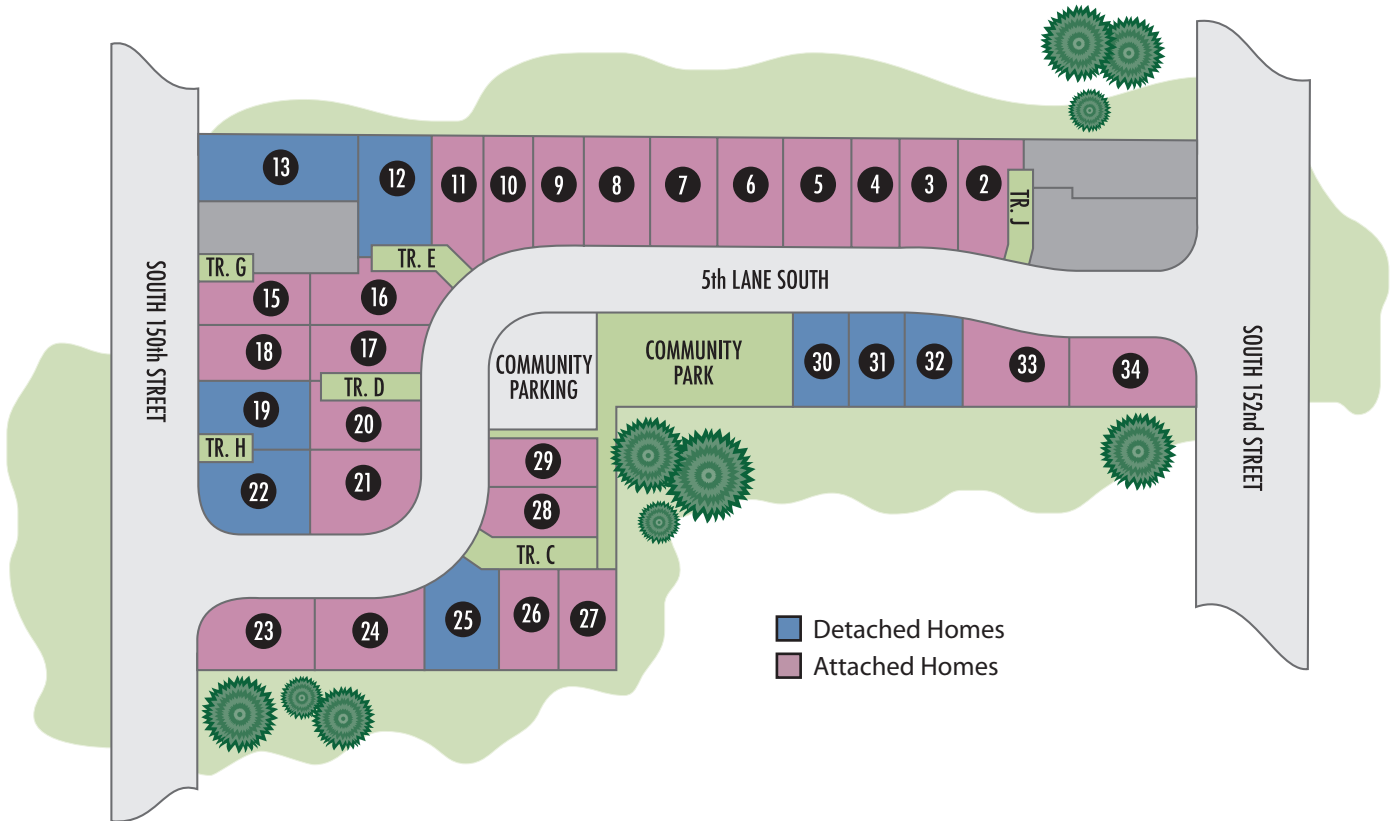 13
12
11
10
9
8
7
6
5
4
3
2
TR. J
TR. G
TR. E
15
16
5th LANE SOUTH
SOUTH 150th STREET
18
17
TR. D
19
20
TR. H
22
21
COMMUNITY
PARKING
COMMUNITY
PARK
30
31
32
33
34
SOUTH 152nd STREET
29
28
TR. C
23
24
25
26
27
Detached Homes
Attached Homes